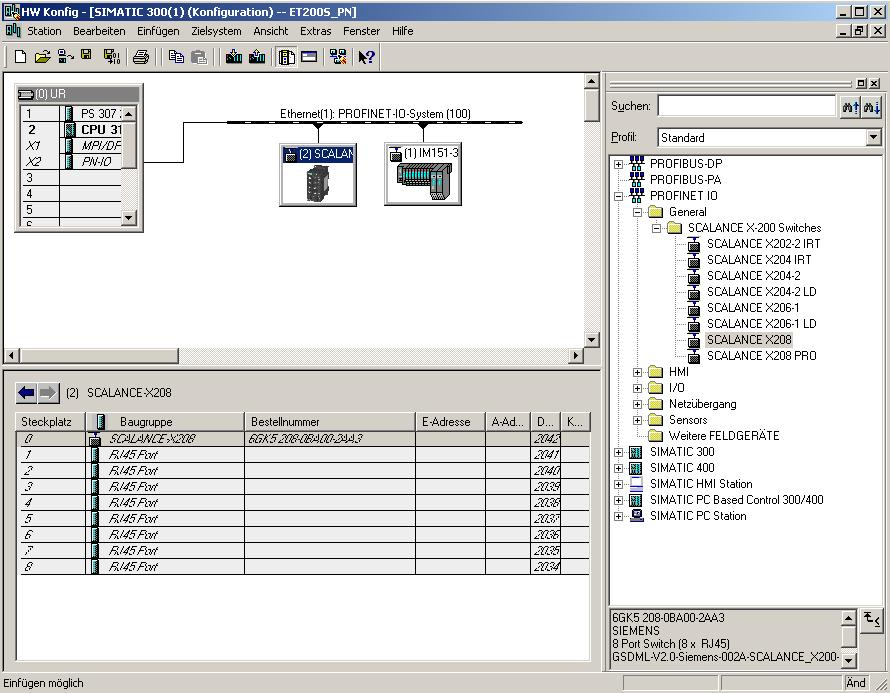 HW Konfig - [SIMATIC 300(1) (Konfiguration) -- ET200S_PN]
Station Bearbeiten Einfügen Zielsystem Ansicht Extras Fenster Hilfe
(0) UR
1 PS 307
2 CPU 31
X1 MPI/DP
X2 PN-IO
3
4
5
6
Ethernet(1): PROFINET-IO-System (100)
(2) SCALAN
(1) IM151-3
Suchen:
Profil: Standard
PROFIBUS-DP
PROFIBUS-PA
PROFINET IO
General
SCALANCE X-200 Switches
SCALANCE X202-2 IRT
SCALANCE X204 IRT
SCALANCE X204-2
SCALANCE X204-2 LD
SCALANCE X206-1
SCALANCE X206-1 LD
SCALANCE X208
SCALANCE X208 PRO
HMI
I/O
Netzübergang
Sensors
Weitere FELDGERÄTE
SIMATIC 300
SIMATIC 400
SIMATIC HMI Station
SIMATIC PC Based Control 300/400
SIMATIC PC Station
(2) SCALANCE-X208
Steckplatz Baugruppe Bestellnummer E-Adresse A-Ad... D... K...
0 SCALANCE-X208 6GK5 208-0BA00-2AA3 2042
1 RJ45 Port 2041
2 RJ45 Port 2040
3 RJ45 Port 2039
4 RJ45 Port 2038
5 RJ45 Port 2037
6 RJ45 Port 2036
7 RJ45 Port 2035
8 RJ45 Port 2034
6GK5 208-0BA00-2AA3
SIEMENS
8 Port Switch (8 x RJ45)
GSDML-V2.0-Siemens-002A-SCALANCE_X200-
Einfügen möglich
Änd